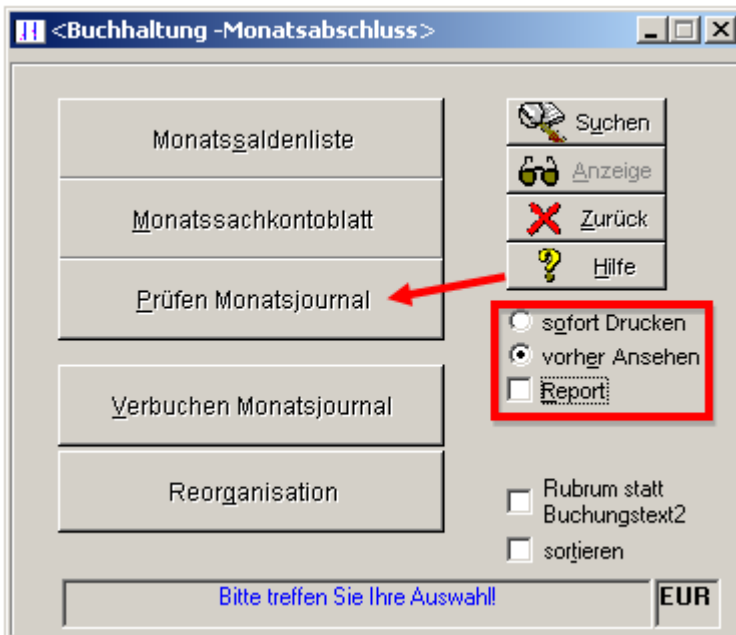 <Buchhaltung -Monatsabschluss>
Monatssaldenliste
Monatssachkontoblatt
Prüfen Monatsjournal
Verbuchen Monatsjournal
Reorganisation
Suchen
Anzeige
Zurück
Hilfe
sofort Drucken
vorher Ansehen
Report
Rubrum statt
Buchungstext2
sortieren
Bitte treffen Sie Ihre Auswahl!
EUR